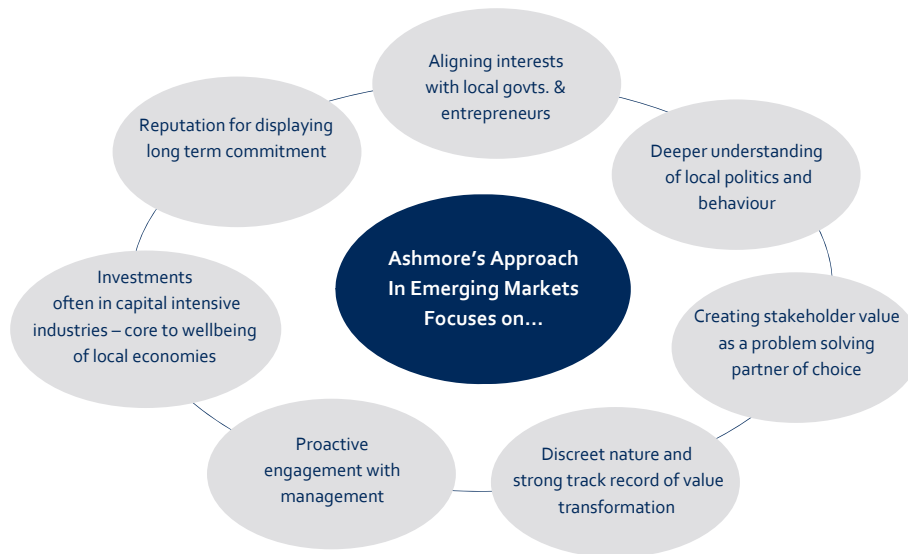 Aligning interests
with local govts. &
entrepreneurs
Deeper understanding
of local politics and
behaviour
Creating stakeholder value
as a problem solving
partner of choice
Discreet nature and
strong track record of value
transformation
Proactive
engagement with
management
Investments
often in capital intensive
industries – core to wellbeing
of local economies
Reputation for displaying
long term commitment
Ashmore's Approach
In Emerging Markets
Focuses on...